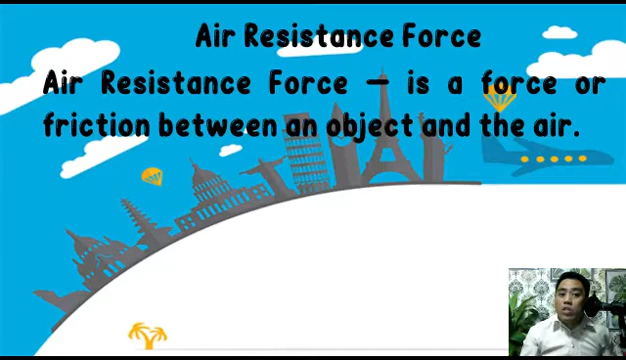 Air Resistance Force
Air Resistance Force – is a force or
friction between an object and the air.